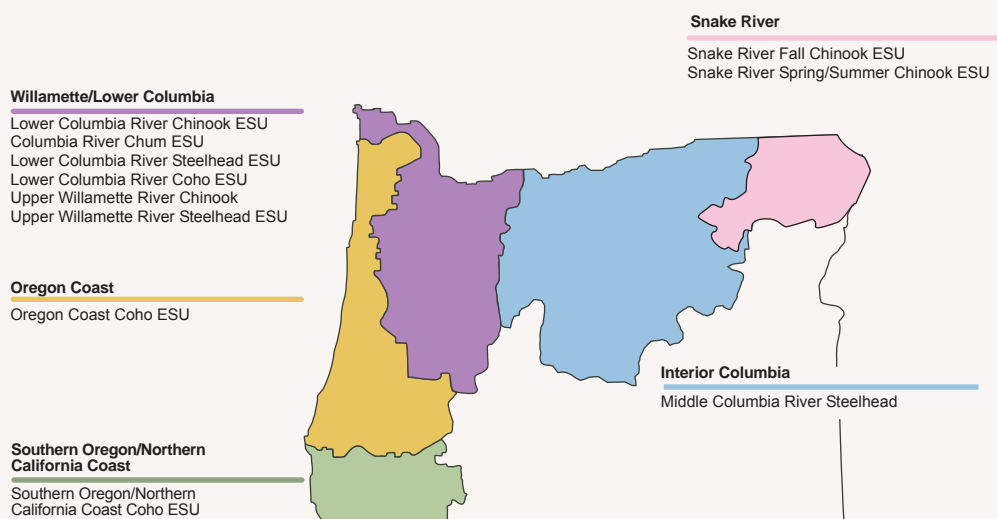 Snake River
Snake River Fall Chinook ESU
Snake River Spring/Summer Chinook ESU
Willamette/Lower Columbia
Lower Columbia River Chinook ESU
Columbia River Chum ESU
Lower Columbia River Steelhead ESU
Lower Columbia River Coho ESU
Upper Willamette River Chinook
Upper Willamette River Steelhead ESU
Oregon Coast
Oregon Coast Coho ESU
Interior Columbia
Middle Columbia River Steelhead
Southern Oregon/Northern
California Coast
Southern Oregon/Northern
California Coast Coho ESU